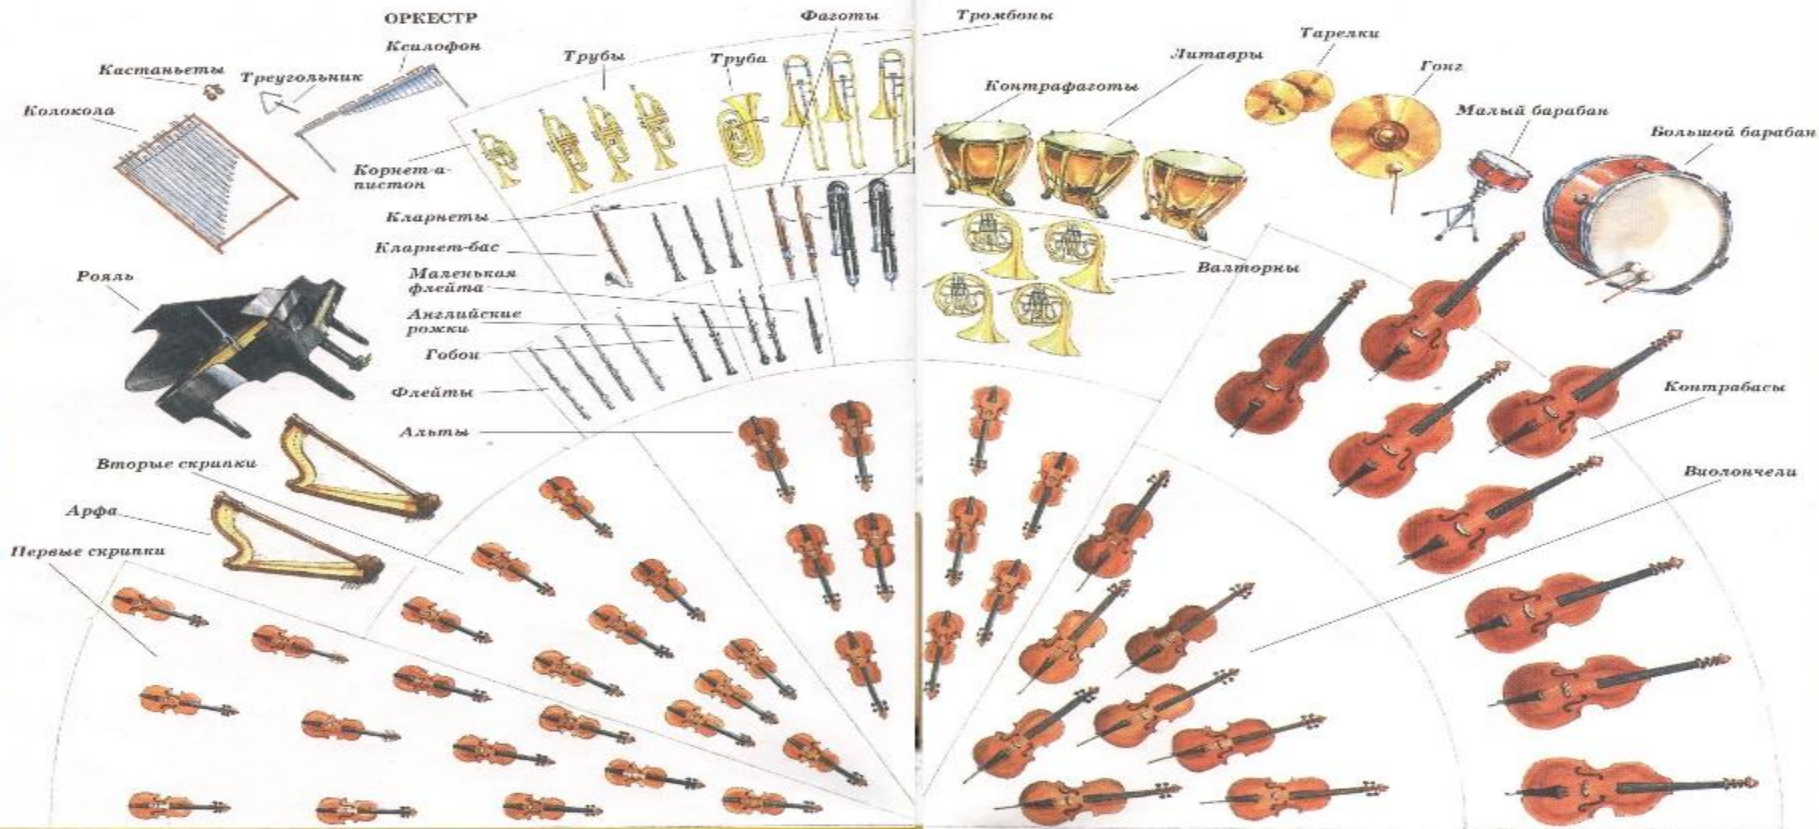 ОРКЕСТР
Фаготы
Тромбоны
Ксилофон
Трубы
Труба
Литавры
Тарелки
Гонг
Кастаньеты
Треугольник
Контрафаготы
Малый барабан
Большой барабан
Колокола
Корнет-а-
пистон
Кларнеты
Кларнет-бас
Валторны
Рояль
Маленькая
флейта
Английские
рожки
Гобои
Флейты
Контрабасы
Альты
Вторые скрипки
Виолончели
Арфа
Первые скрипки